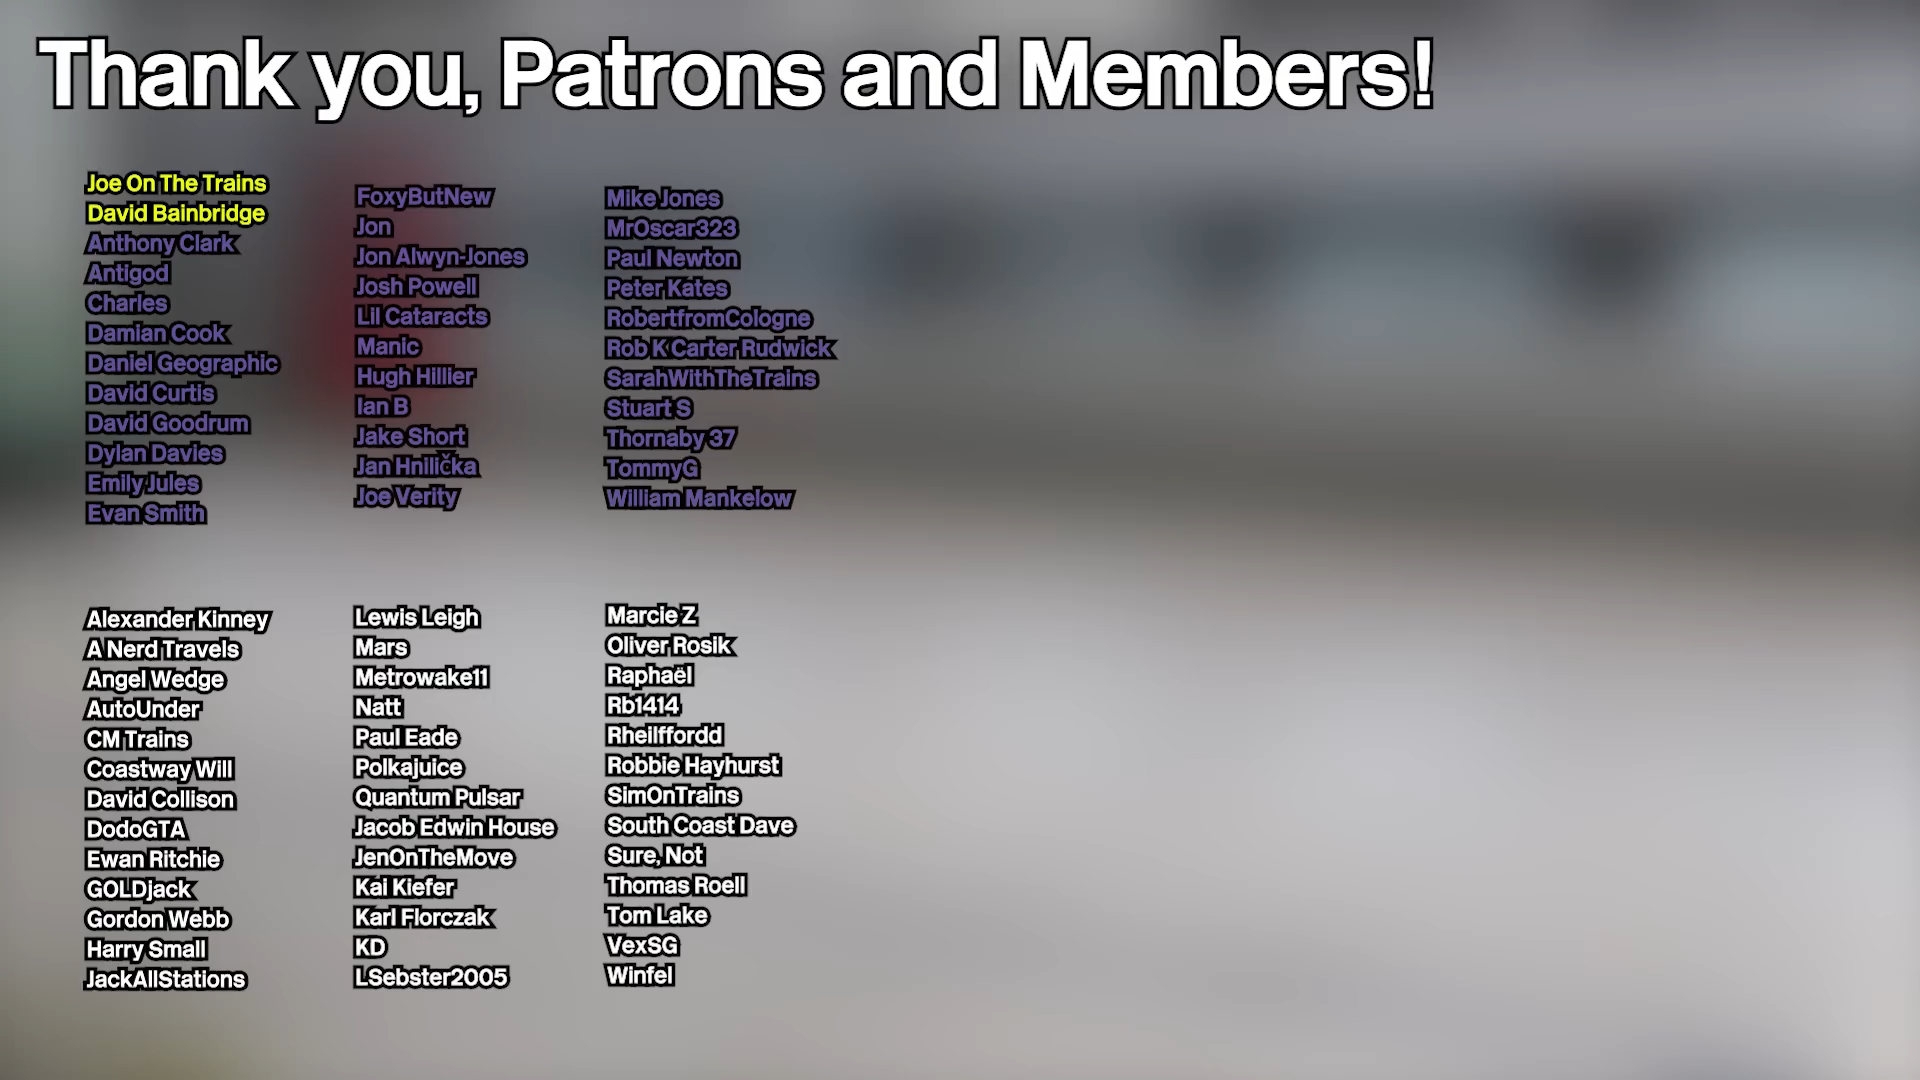 Thank you, Patrons and Members!
Joe On The Trains
David Bainbridge
Anthony Clark
Antigod
Charles
Damian Cook
Daniel Geographic
David Curtis
David Goodrum
Dylan Davies
Emily Jules
Evan Smith
FoxyButNew
Jon
Jon Alwyn-Jones
Josh Powell
Lil Cataracts
Manic
Hugh Hillier
Ian B
Jake Short
Jan Hnilička
Joe Verity
Mike Jones
MrOscar323
Paul Newton
Peter Kates
RobertfromCologne
Rob K Carter Rudwick
SarahWithTheTrains
Stuart S
Thornaby 37
TommyG
William Mankelow
Alexander Kinney
A Nerd Travels
Angel Wedge
AutoUnder
CM Trains
Coastway Will
David Collison
DodoGTA
Ewan Ritchie
GOLDjack
Gordon Webb
Harry Small
JackAllStations
Lewis Leigh
Mars
Metrowake11
Natt
Paul Eade
Polkajuice
Quantum Pulsar
Jacob Edwin House
JenOnTheMove
Kai Kiefer
Karl Florczak
KD
LSebster2005
Marcie Z
Oliver Rosik
Raphaël
Rb1414
Rheilffordd
Robbie Hayhurst
SimOnTrains
South Coast Dave
Sure, Not
Thomas Roell
Tom Lake
VexSG
Winfel